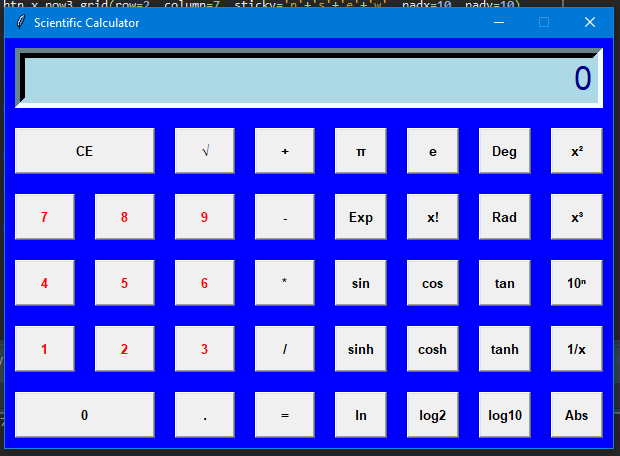 btn_x_pow3.grid(row=2, column=7, sticky='n'+'s'+'e'+'w', padx=10, pady=10)
Scientific Calculator
0
CE √ + π e Deg x²
7 8 9 - Exp x! Rad x³
4 5 6 * sin cos tan 10ⁿ
1 2 3 / sinh cosh tanh 1/x
0 . = ln log2 log10 Abs